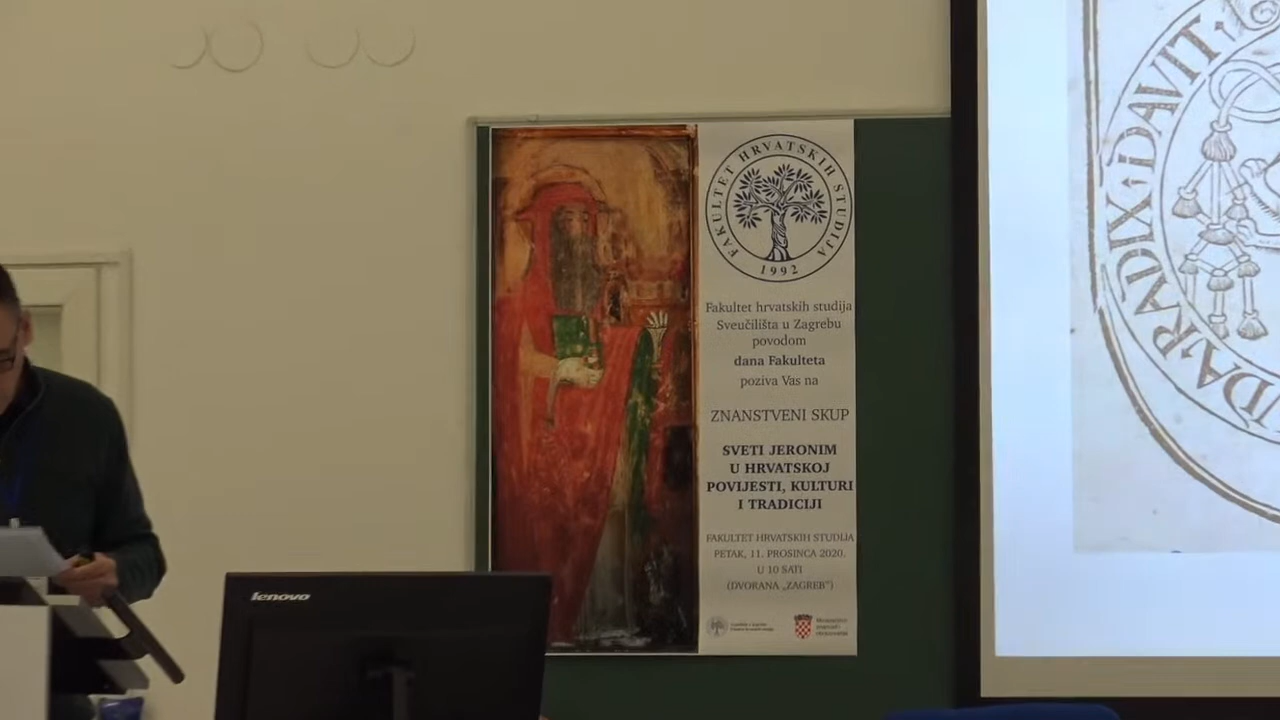 FAKULTET HRVATSKIH STUDIJA
1992
Fakultet hrvatskih studija
Sveučilišta u Zagrebu
povodom
dana Fakulteta
poziva Vas na
ZNANSTVENI SKUP
SVETI JERONIM
U HRVATSKOJ
POVIJESTI, KULTURI
I TRADICIJI
FAKULTET HRVATSKIH STUDIJA
PETAK, 11. PROSINCA 2020.
U 10 SATI
(DVORANA „ZAGREB”)
lenovo
IDA·RADIX·DAVIT·